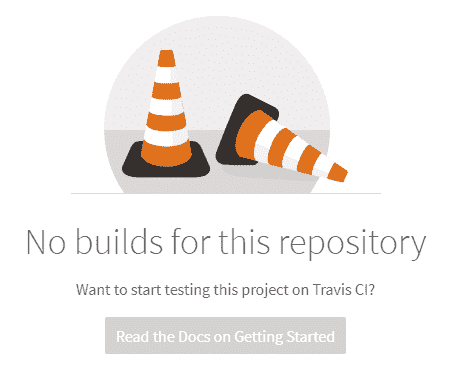 No builds for this repository
Want to start testing this project on Travis CI?
Read the Docs on Getting Started